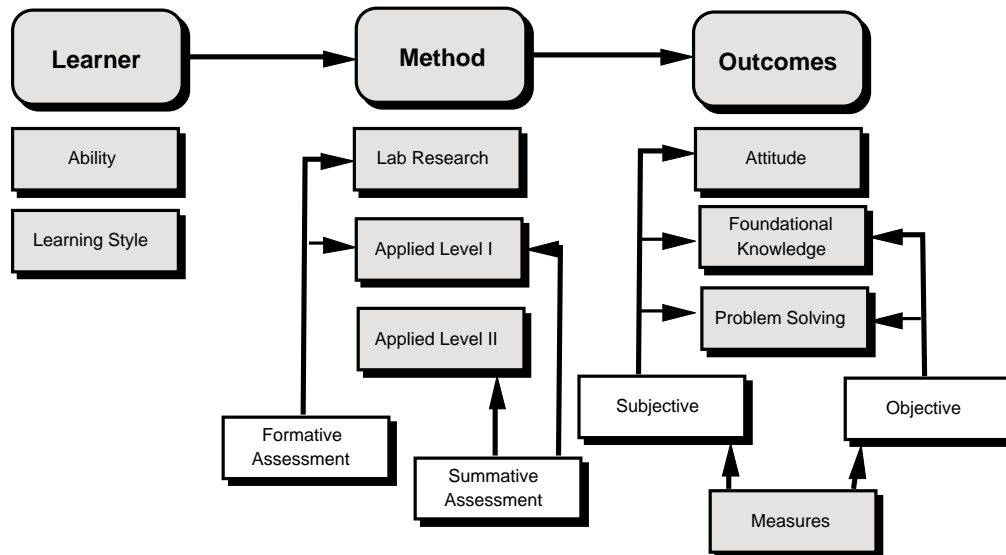 Learner
Method
Outcomes
Ability
Lab Research
Attitude
Learning Style
Applied Level I
Foundational
Knowledge
Applied Level II
Problem Solving
Formative
Assessment
Summative
Assessment
Subjective
Objective
Measures